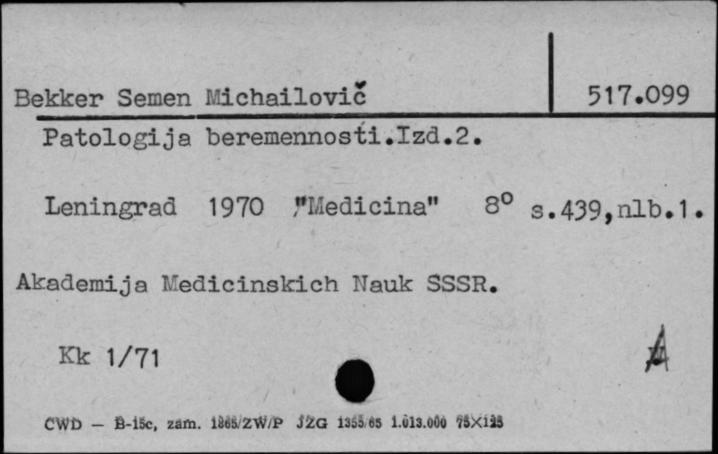 Bekker Semen Michailovič 517.099
Patologija beremennosti.Izd.2.
Leningrad 1970 "Medicina" 8° s.439,nlb.1.
Akademija Medicinskich Nauk SSSR.
Kk 1/71
CWD — B-15c, zam. 1865/ZW/P JZG 1355/65 1.013.000 75X125